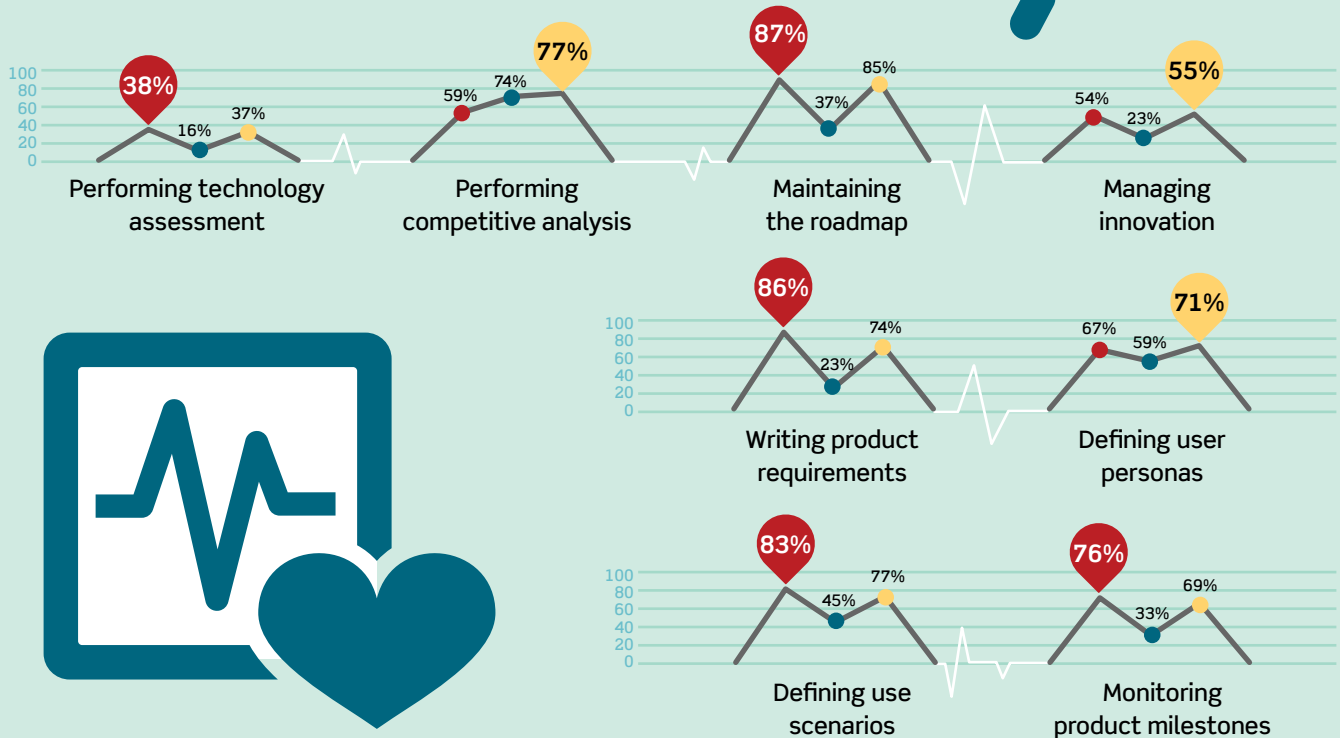 38%
16%
37%
59%
74%
77%
87%
37%
85%
54%
23%
55%
100
80
60
40
20
0
Performing technology
assessment
Performing
competitive analysis
Maintaining
the roadmap
Managing
innovation
86%
23%
74%
67%
59%
71%
100
80
60
40
20
0
Writing product
requirements
Defining user
personas
83%
45%
77%
76%
33%
69%
100
80
60
40
20
0
Defining use
scenarios
Monitoring
product milestones